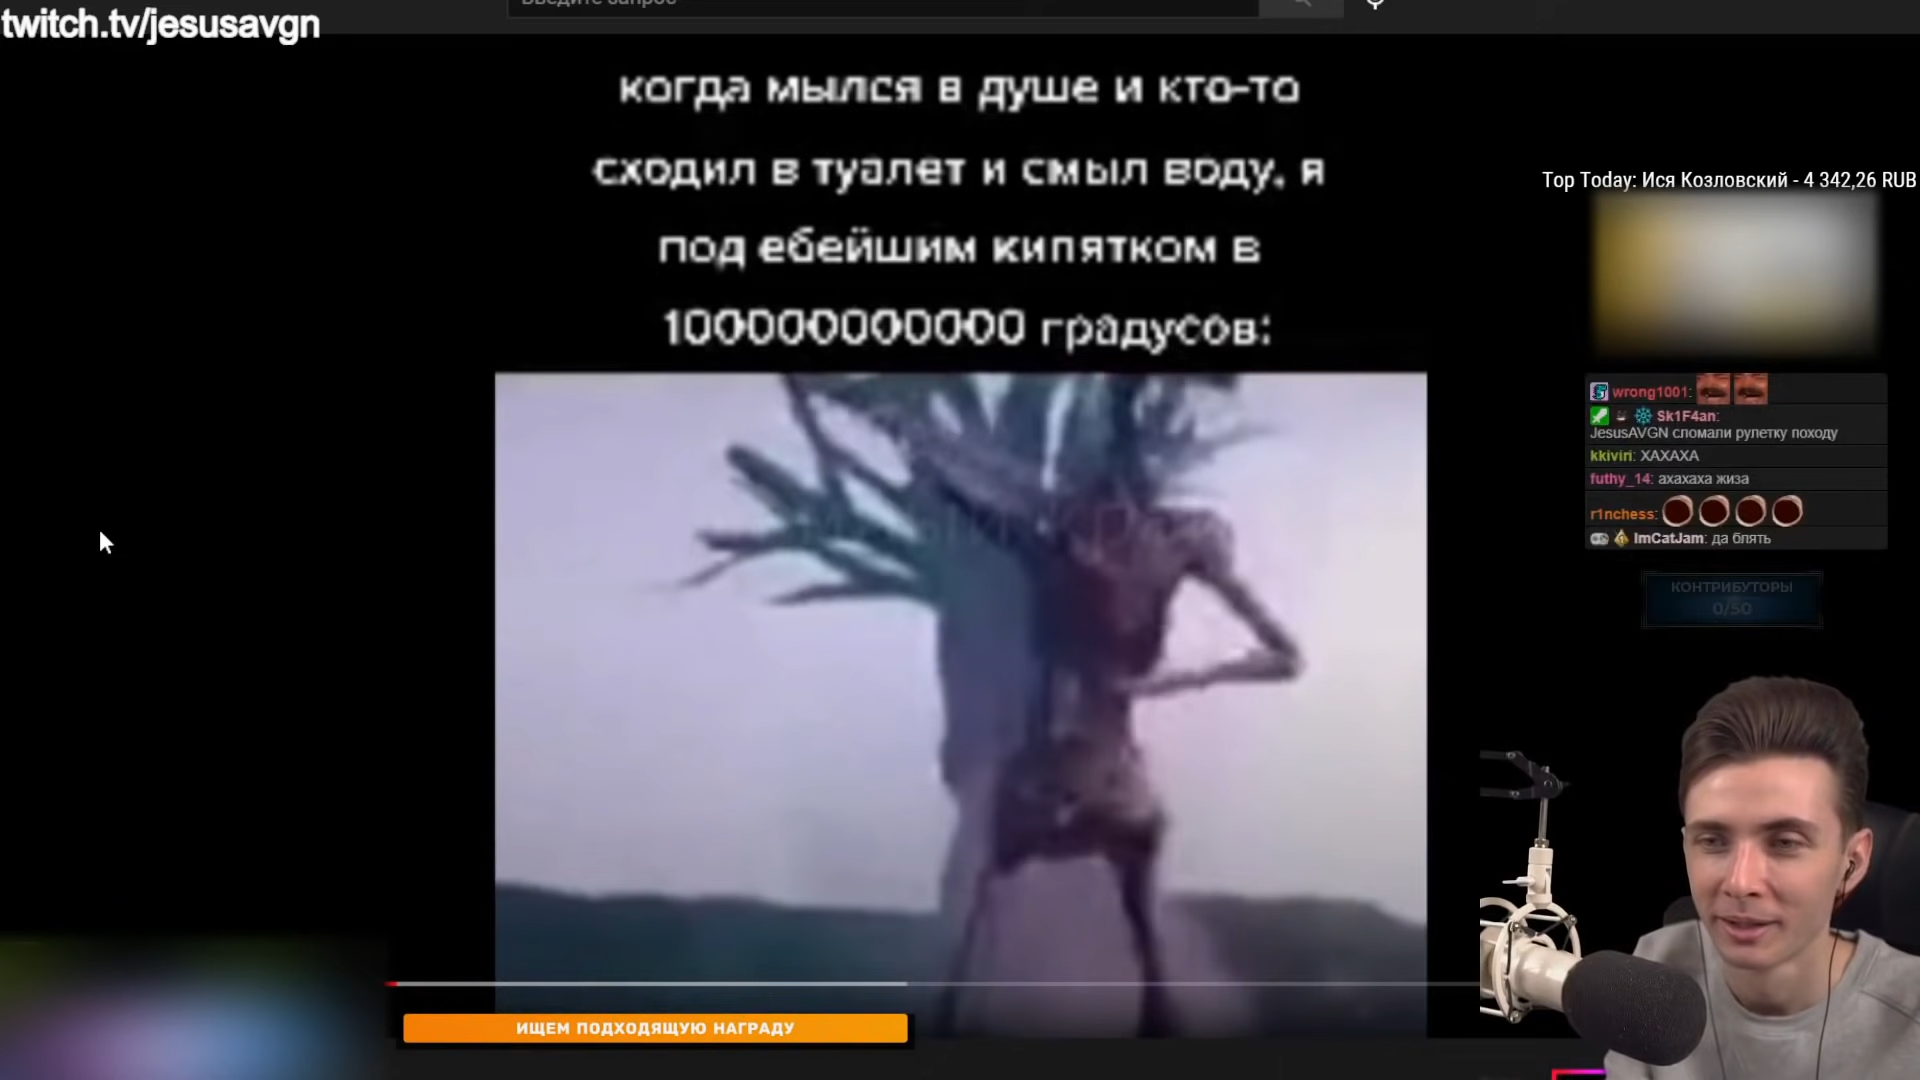 twitch.tv/jesusavgn
Введите запрос
когда мылся в душе и кто-то
сходил в туалет и смыл воду, я
под ебейшим кипятком в
100000000000 градусов:
Top Today: Ися Козловский - 4 342,26 RUB
wrong1001:
Sk1F4an:
JesusAVGN сломали рулетку походу
kkiviri: ХАХАХА
futhy_14: ахахаха жиза
r1nchess:
ImCatJam: да блять
КОНТРИБУТОРЫ
0/50
ИЩЕМ ПОДХОДЯЩУЮ НАГРАДУ